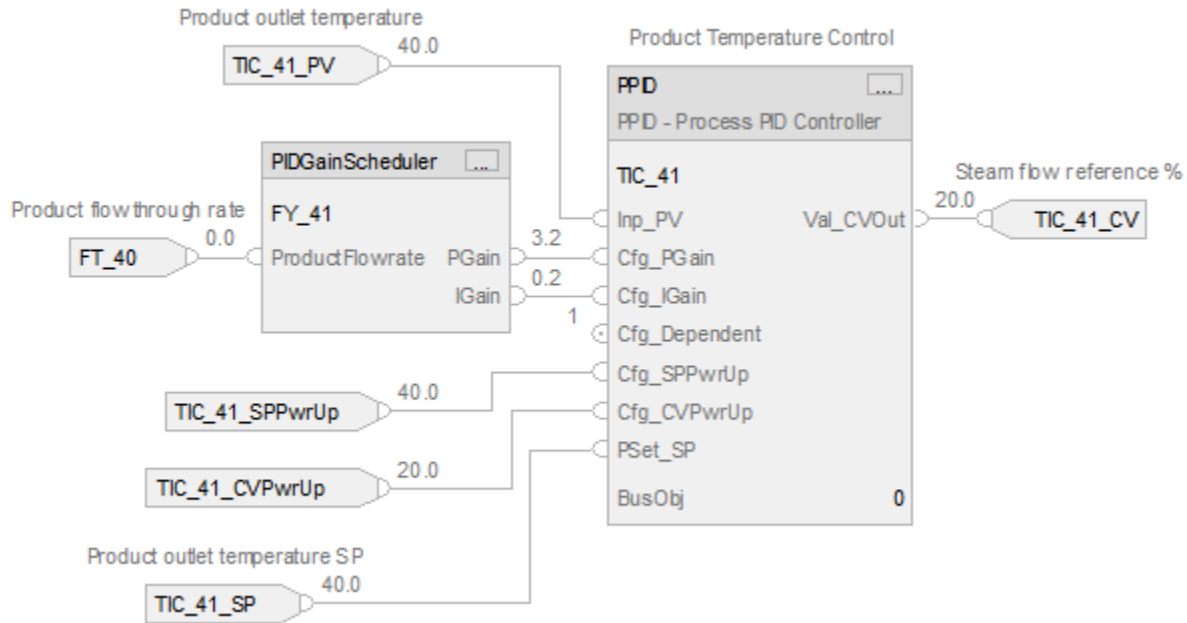 Product outlet temperature
TIC_41_PV
40.0
Product Temperature Control
PPID
...
PPID - Process PID Controller
TIC_41
Inp_PV
Val_CVOut
Cfg_PGain
Cfg_IGain
1
Cfg_Dependent
Cfg_SPPwrUp
Cfg_CVPwrUp
PSet_SP
BusObj
0
PIDGainScheduler
...
FY_41
ProductFlowrate
PGain
3.2
IGain
0.2
Product flow through rate
FT_40
0.0
Steam flow reference %
20.0
TIC_41_CV
TIC_41_SPPwrUp
40.0
TIC_41_CVPwrUp
20.0
Product outlet temperature SP
TIC_41_SP
40.0